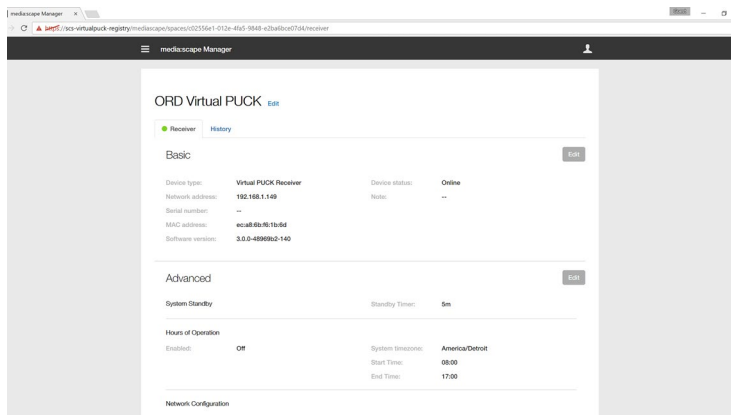 media:scape Manager ×
https://scs-virtualpuck-registry/mediascape/spaces/c02556e1-012e-4fa5-9848-e2ba6bce07d4/receiver
media:scape Manager
ORD Virtual PUCK Edit
Receiver History
Basic Edit
Device type: Virtual PUCK Receiver Device status: Online
Network address: 192.168.1.149 Note: --
Serial number: --
MAC address: ec:a8:6b:f6:1b:6d
Software version: 3.0.0-48969b2-140
Advanced Edit
System Standby Standby Timer: 5m
Hours of Operation
Enabled: Off System timezone: America/Detroit
Start Time: 08:00
End Time: 17:00
Network Configuration